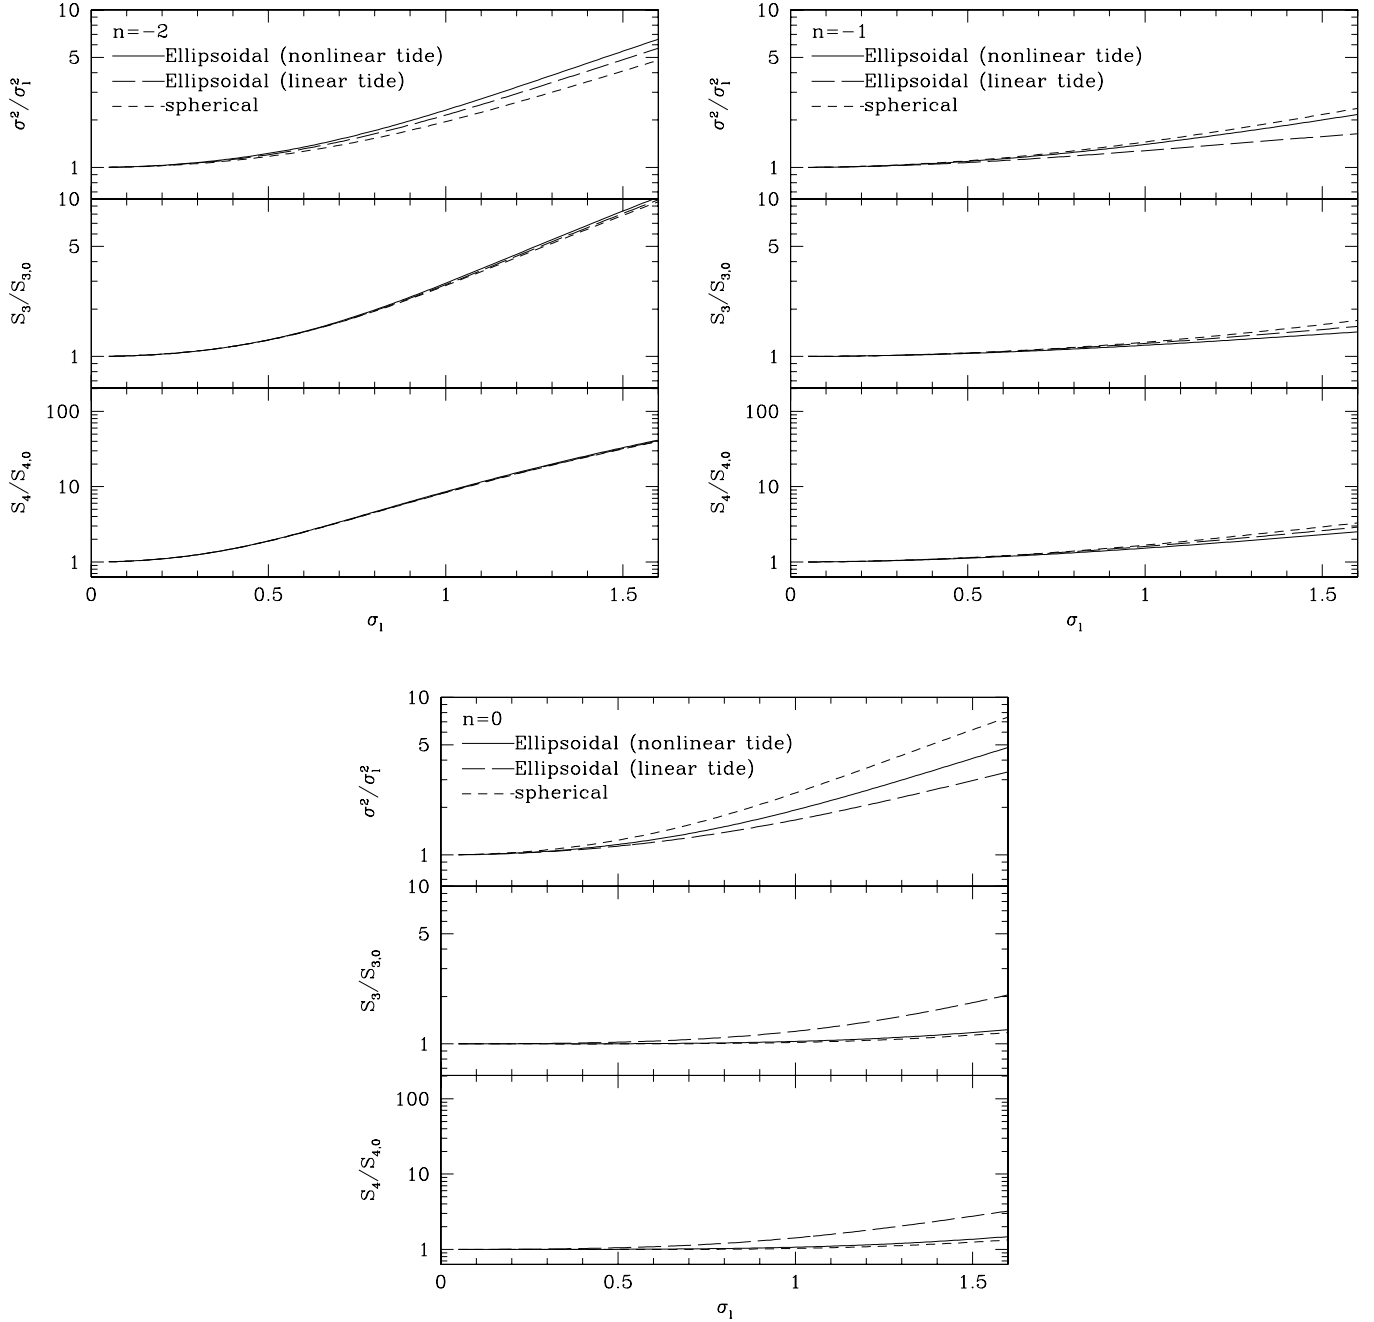 n=−2
Ellipsoidal (nonlinear tide)
Ellipsoidal (linear tide)
spherical
σ²/σ₁²
10
5
1
S₃/S₃,₀
10
5
1
S₄/S₄,₀
100
10
1
0 0.5 1 1.5
σ₁
n=−1
Ellipsoidal (nonlinear tide)
Ellipsoidal (linear tide)
spherical
σ²/σ₁²
10
5
1
S₃/S₃,₀
10
5
1
S₄/S₄,₀
100
10
1
0 0.5 1 1.5
σ₁
n=0
Ellipsoidal (nonlinear tide)
Ellipsoidal (linear tide)
spherical
σ²/σ₁²
10
5
1
S₃/S₃,₀
10
5
1
S₄/S₄,₀
100
10
1
0 0.5 1 1.5
σ₁